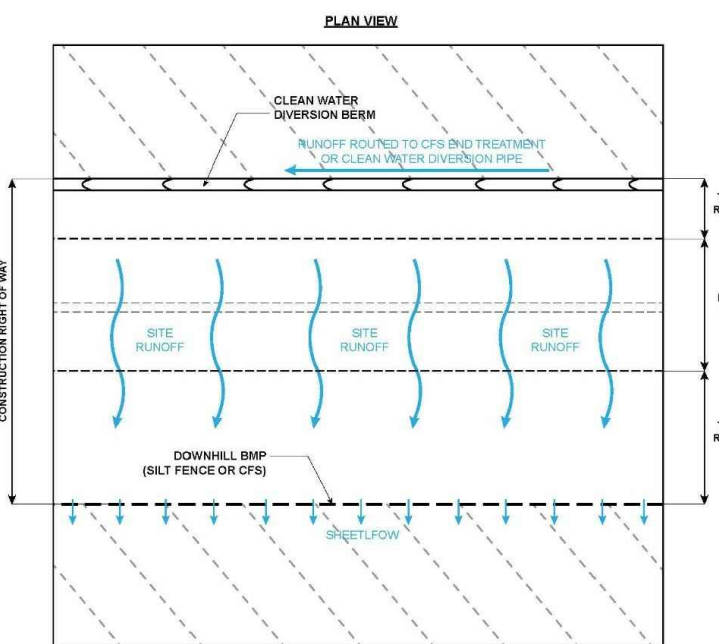 PLAN VIEW
CLEAN WATER
DIVERSION BERM
RUNOFF ROUTED TO CFS END TREATMENT
OR CLEAN WATER DIVERSION PIPE
CONSTRUCTION RIGHT OF WAY
SITE
RUNOFF
SITE
RUNOFF
SITE
RUNOFF
DOWNHILL BMP
(SILT FENCE OR CFS)
SHEETLFOW